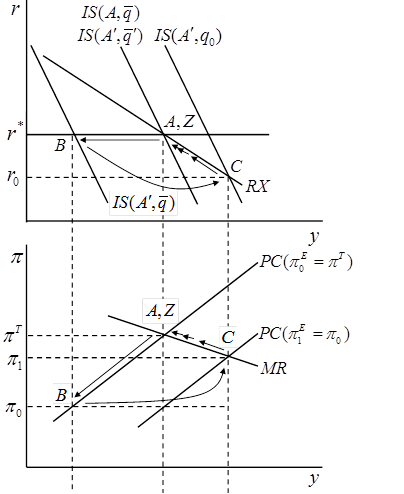 r
IS(A, q̅)
IS(A′, q̅′) IS(A′, q₀)
r*
A, Z
B
C
r₀
RX
IS(A′, q̅)
y
π
PC(π₀ᴱ = πᵀ)
A, Z
πᵀ
C
PC(π₁ᴱ = π₀)
π₁
MR
B
π₀
y